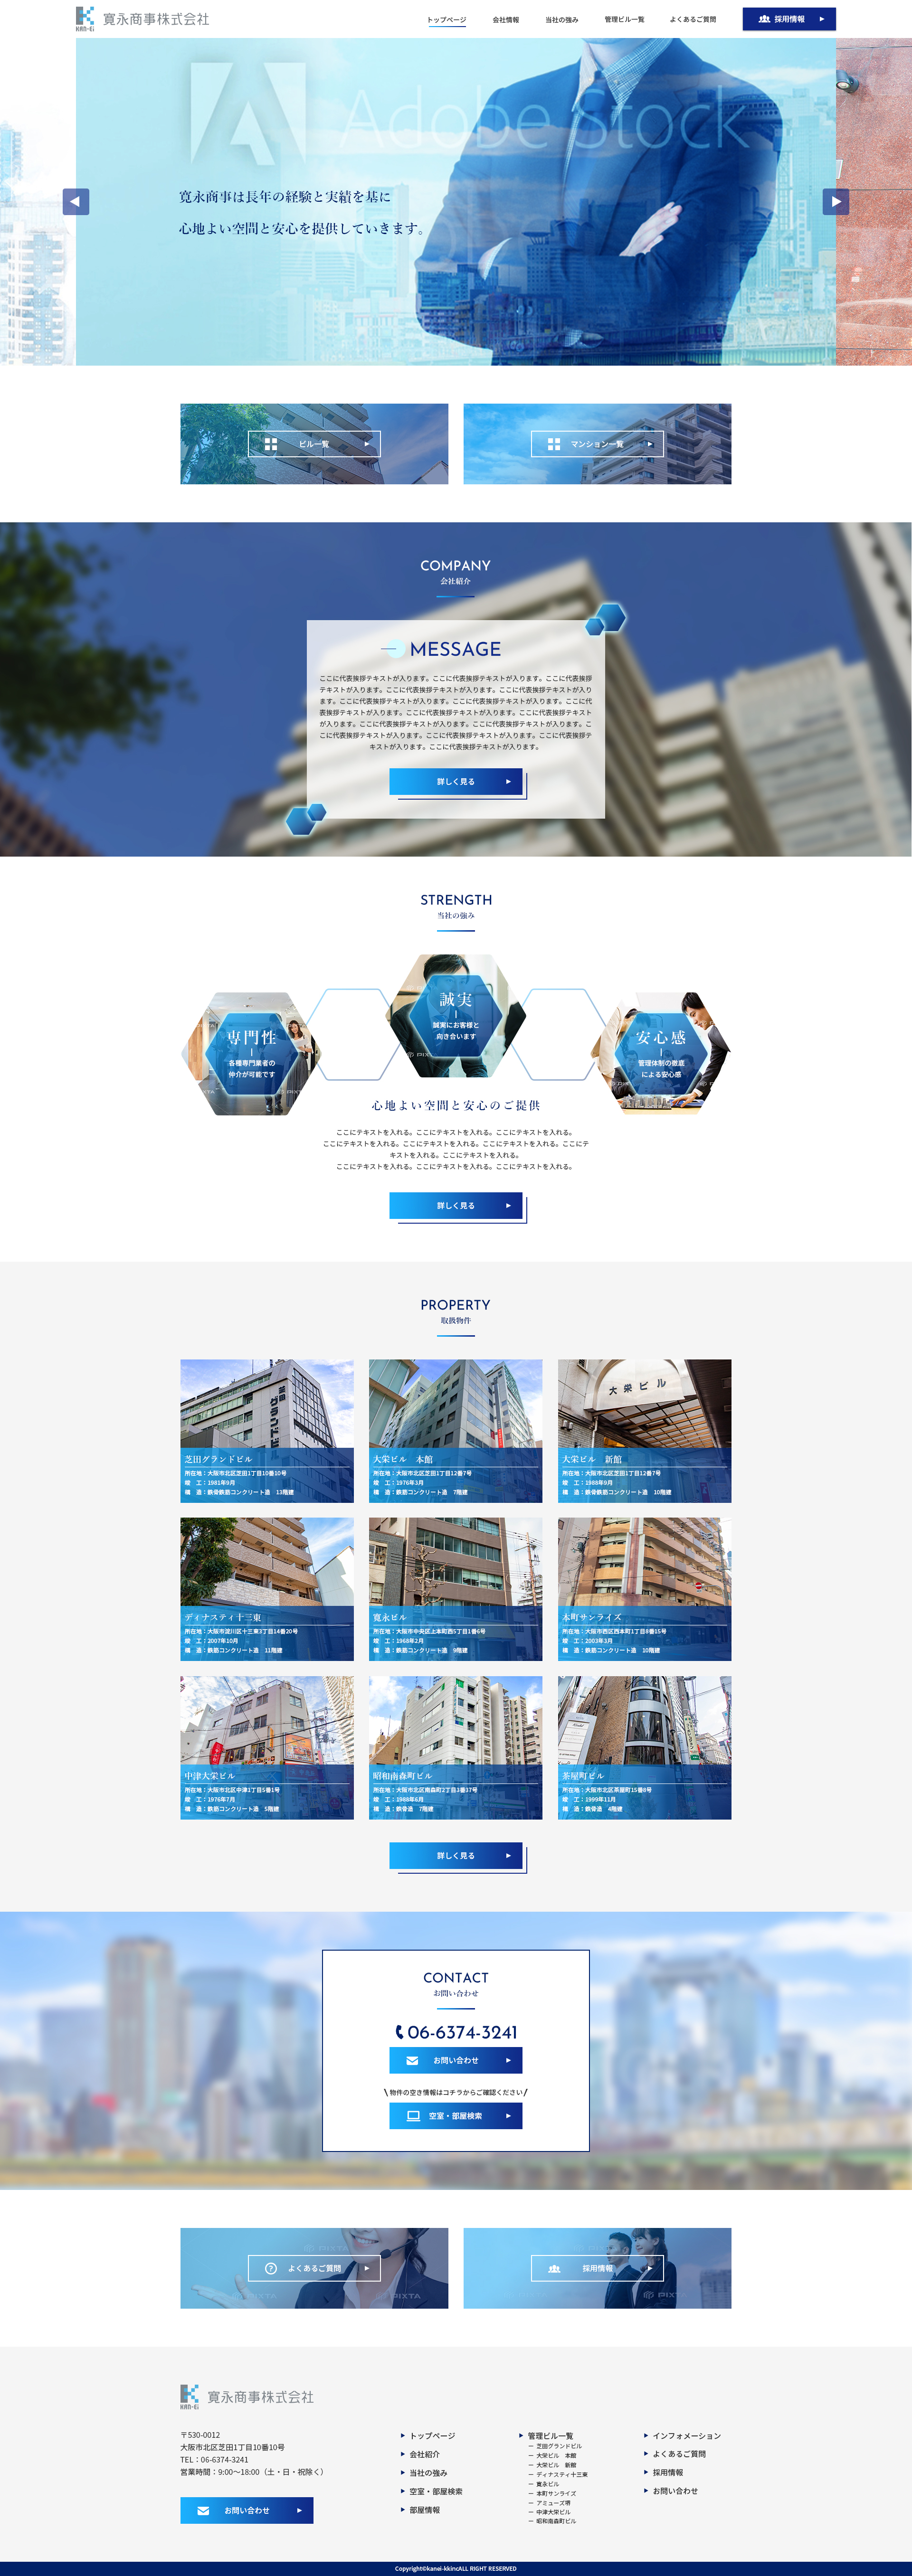 KAN-EI
寛永商事株式会社
トップページ
会社情報
当社の強み
管理ビル一覧
よくあるご質問
採用情報
Adobe Stock
寛永商事は長年の経験と実績を基に
心地よい空間と安心を提供していきます。
ビル一覧
マンション一覧
COMPANY
会社紹介
MESSAGE
ここに代表挨拶テキストが入ります。ここに代表挨拶テキストが入ります。ここに代表挨拶
テキストが入ります。ここに代表挨拶テキストが入ります。ここに代表挨拶テキストが入り
ます。ここに代表挨拶テキストが入ります。ここに代表挨拶テキストが入ります。ここに代
表挨拶テキストが入ります。ここに代表挨拶テキストが入ります。ここに代表挨拶テキスト
が入ります。ここに代表挨拶テキストが入ります。ここに代表挨拶テキストが入ります。こ
こに代表挨拶テキストが入ります。ここに代表挨拶テキストが入ります。ここに代表挨拶テ
キストが入ります。ここに代表挨拶テキストが入ります。
詳しく見る
STRENGTH
当社の強み
専門性
各種専門業者の
仲介が可能です
誠実
誠実にお客様と
向き合います
安心感
管理体制の徹底
による安心感
心地よい空間と安心のご提供
ここにテキストを入れる。ここにテキストを入れる。ここにテキストを入れる。
ここにテキストを入れる。ここにテキストを入れる。ここにテキストを入れる。ここにテ
キストを入れる。ここにテキストを入れる。
ここにテキストを入れる。ここにテキストを入れる。ここにテキストを入れる。
詳しく見る
PROPERTY
取扱物件
芝田グランドビル
所在地：大阪市北区芝田1丁目10番10号
竣　工：1981年9月
構　造：鉄骨鉄筋コンクリート造　13階建
大栄ビル　本館
所在地：大阪市北区芝田1丁目12番7号
竣　工：1976年3月
構　造：鉄筋コンクリート造　7階建
大栄ビル
大栄ビル　新館
所在地：大阪市北区芝田1丁目12番7号
竣　工：1988年9月
構　造：鉄骨鉄筋コンクリート造　10階建
ディナスティ十三東
所在地：大阪市淀川区十三東3丁目14番20号
竣　工：2007年10月
構　造：鉄筋コンクリート造　11階建
寛永ビル
所在地：大阪市中央区上本町西5丁目1番6号
竣　工：1968年2月
構　造：鉄筋コンクリート造　9階建
本町サンライズ
所在地：大阪市西区西本町1丁目8番15号
竣　工：2003年3月
構　造：鉄筋コンクリート造　10階建
中津大栄ビル
所在地：大阪市北区中津1丁目5番1号
竣　工：1976年7月
構　造：鉄筋コンクリート造　5階建
昭和南森町ビル
所在地：大阪市北区南森町2丁目3番37号
竣　工：1988年6月
構　造：鉄骨造　7階建
茶屋町ビル
所在地：大阪市北区茶屋町15番8号
竣　工：1999年11月
構　造：鉄骨造　4階建
詳しく見る
CONTACT
お問い合わせ
06-6374-3241
お問い合わせ
物件の空き情報はコチラからご確認ください
空室・部屋検索
PIXTA
よくあるご質問
採用情報
KAN-EI
寛永商事株式会社
〒530-0012
大阪市北区芝田1丁目10番10号
TEL：06-6374-3241
営業時間：9:00〜18:00（土・日・祝除く）
お問い合わせ
トップページ
会社紹介
当社の強み
空室・部屋検索
部屋情報
管理ビル一覧
ー 芝田グランドビル
ー 大栄ビル　本館
ー 大栄ビル　新館
ー ディナスティ十三東
ー 寛永ビル
ー 本町サンライズ
ー アミューズ堺
ー 中津大栄ビル
ー 昭和南森町ビル
インフォメーション
よくあるご質問
採用情報
お問い合わせ
Copyright©kanei-kkincALL RIGHT RESERVED